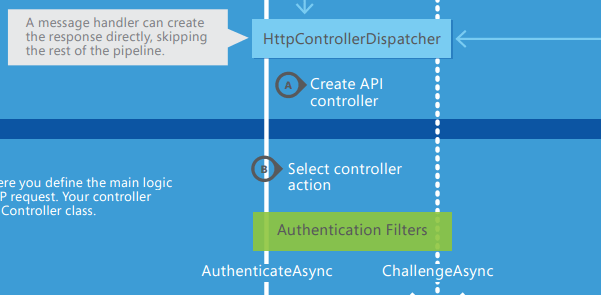 A message handler can create
the response directly, skipping
the rest of the pipeline.
HttpControllerDispatcher
A
Create API
controller
B
Select controller
action
ere you define the main logic
P request. Your controller
Controller class.
Authentication Filters
AuthenticateAsync
ChallengeAsync